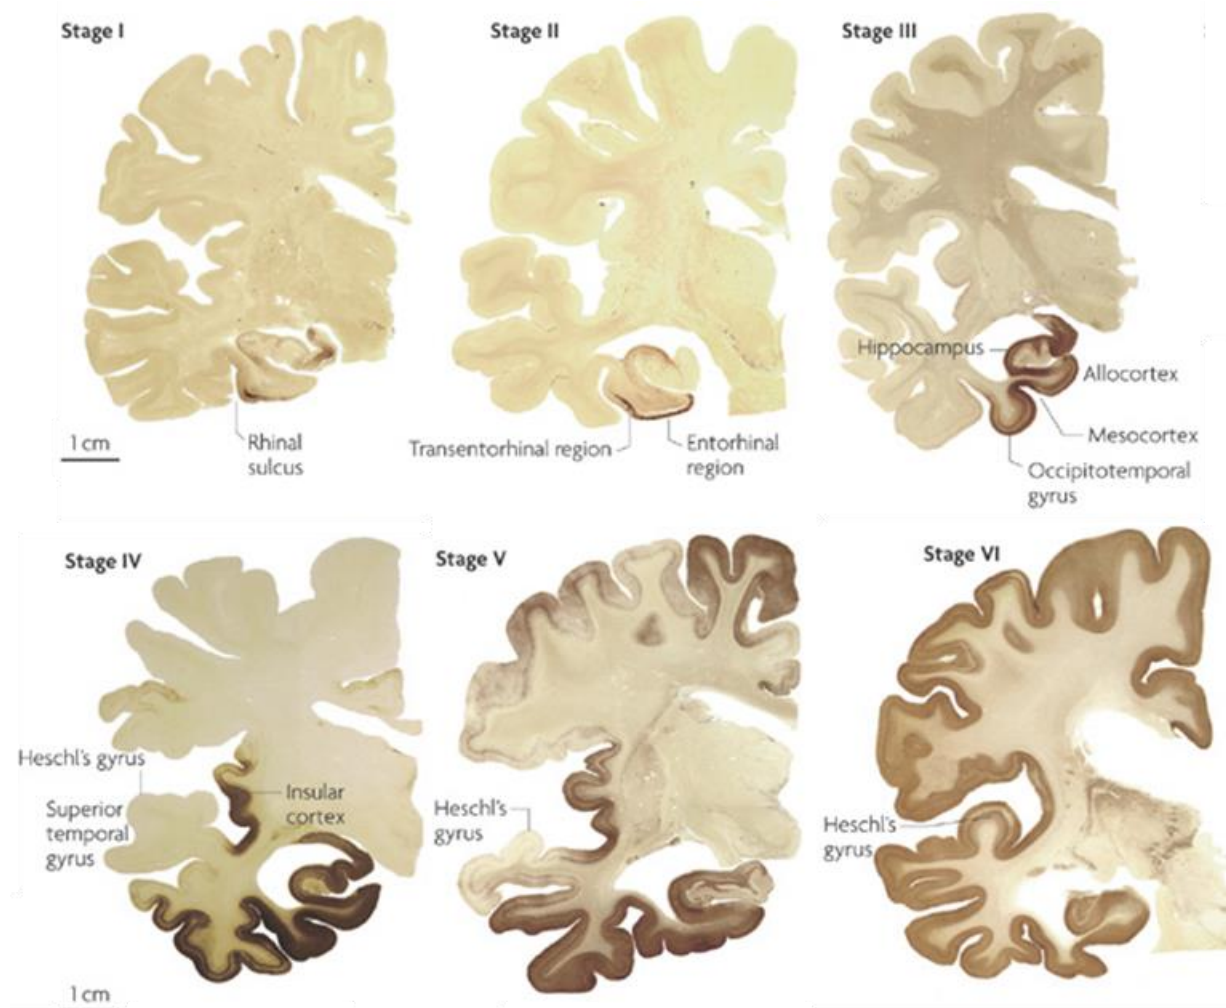 Stage I
Stage II
Stage III
Hippocampus
Allocortex
Mesocortex
Occipitotemporal
gyrus
1 cm
Rhinal
sulcus
Transentorhinal region
Entorhinal
region
Stage IV
Stage V
Stage VI
Heschl's gyrus
Superior
temporal
gyrus
Insular
cortex
Heschl's
gyrus
Heschl's
gyrus
1 cm